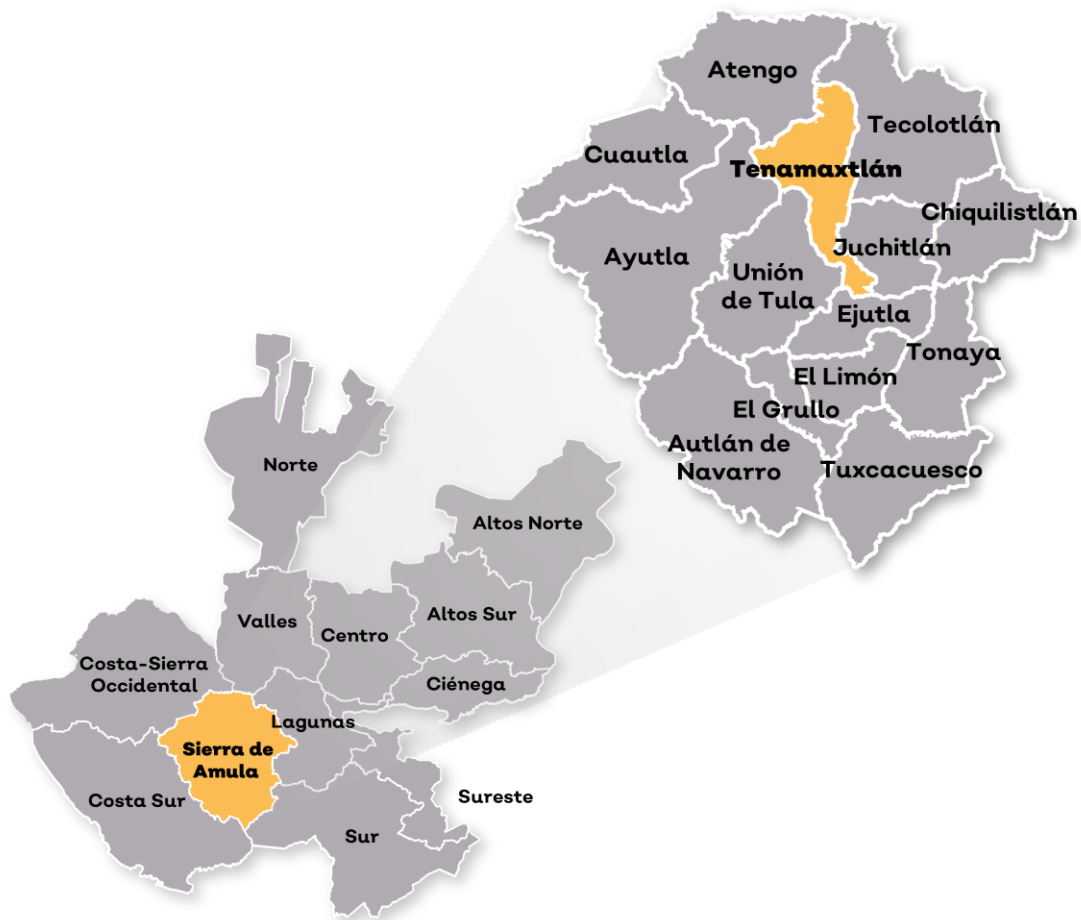 Atengo
Tecolotlán
Cuautla
Tenamaxtlán
Chiquilistlán
Ayutla
Juchitlán
Unión
de Tula
Ejutla
Tonaya
El Limón
El Grullo
Autlán de
Navarro
Tuxcacuesco
Norte
Altos Norte
Valles
Centro
Altos Sur
Costa-Sierra
Occidental
Ciénega
Lagunas
Sierra de
Amula
Costa Sur
Sureste
Sur